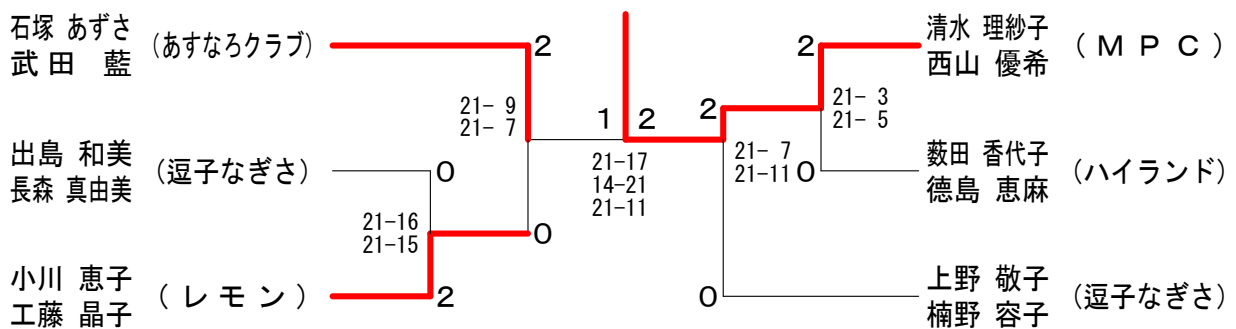 石塚 あずさ
武田 藍
(あすなろクラブ)
2
21- 9
21- 7
出島 和美
長森 真由美
(逗子なぎさ)
0
21-16
21-15
0
小川 恵子
工藤 晶子
(レモン)
2
1 2
21-17
14-21
21-11
清水 理紗子
西山 優希
(MPC)
2
2
21- 3
21- 5
21- 7
21-11
薮田 香代子
德島 恵麻
(ハイランド)
0
上野 敬子
楠野 容子
(逗子なぎさ)
0